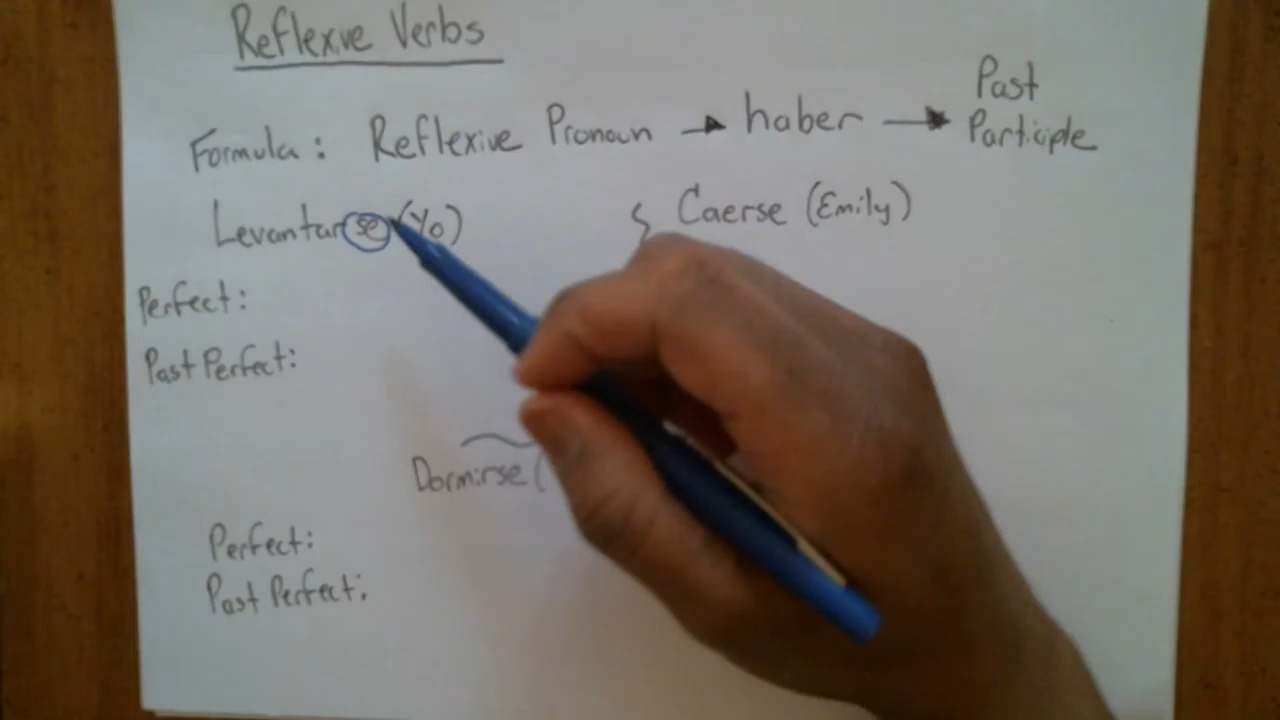 Reflexive Verbs
Formula: Reflexive Pronoun → haber → Past Participle
Levantarse (Yo)
Caerse (Emily)
Perfect:
Past Perfect:
Dormirse (
Perfect:
Past Perfect: